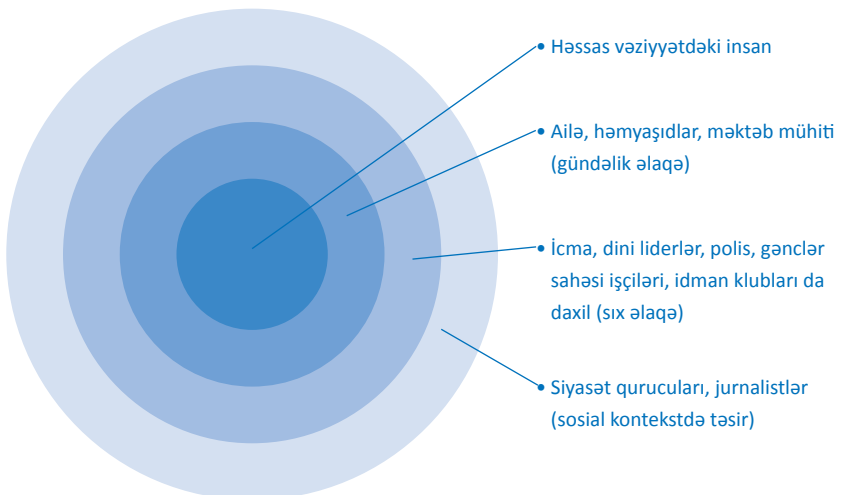 • Həssas vəziyyətdəki insan
• Ailə, həmyaşıdlar, məktəb mühiti
(gündəlik əlaqə)
• İcma, dini liderlər, polis, gənclər
sahəsi işçiləri, idman klubları da
daxil (sıx əlaqə)
• Siyasət qurucuları, jurnalistlər
(sosial kontekstdə təsir)